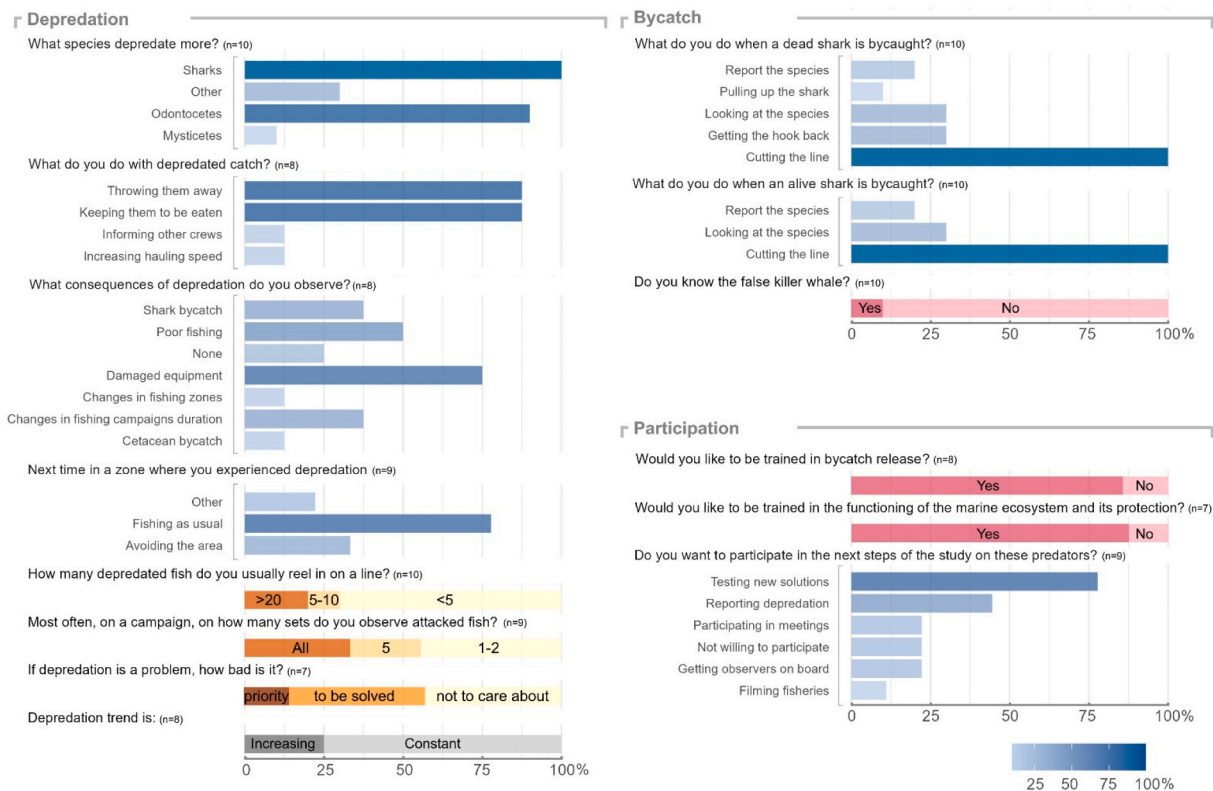 Depredation
What species depredate more? (n=10)
Sharks
Other
Odontocetes
Mysticetes
What do you do with depredated catch? (n=8)
Throwing them away
Keeping them to be eaten
Informing other crews
Increasing hauling speed
What consequences of depredation do you observe?(n=8)
Shark bycatch
Poor fishing
None
Damaged equipment
Changes in fishing zones
Changes in fishing campaigns duration
Cetacean bycatch
Next time in a zone where you experienced depredation (n=9)
Other
Fishing as usual
Avoiding the area
How many depredated fish do you usually reel in on a line? (n=10)
>20 5-10 <5
Most often, on a campaign, on how many sets do you observe attacked fish? (n=9)
All 5 1-2
If depredation is a problem, how bad is it? (n=7)
priority to be solved not to care about
Depredation trend is: (n=8)
Increasing Constant
0 25 50 75 100%
Bycatch
What do you do when a dead shark is bycaught? (n=10)
Report the species
Pulling up the shark
Looking at the species
Getting the hook back
Cutting the line
What do you do when an alive shark is bycaught? (n=10)
Report the species
Looking at the species
Cutting the line
Do you know the false killer whale? (n=10)
Yes No
0 25 50 75 100%
Participation
Would you like to be trained in bycatch release? (n=8)
Yes No
Would you like to be trained in the functioning of the marine ecosystem and its protection? (n=7)
Yes No
Do you want to participate in the next steps of the study on these predators? (n=9)
Testing new solutions
Reporting depredation
Participating in meetings
Not willing to participate
Getting observers on board
Filming fisheries
0 25 50 75 100%
25 50 75 100%